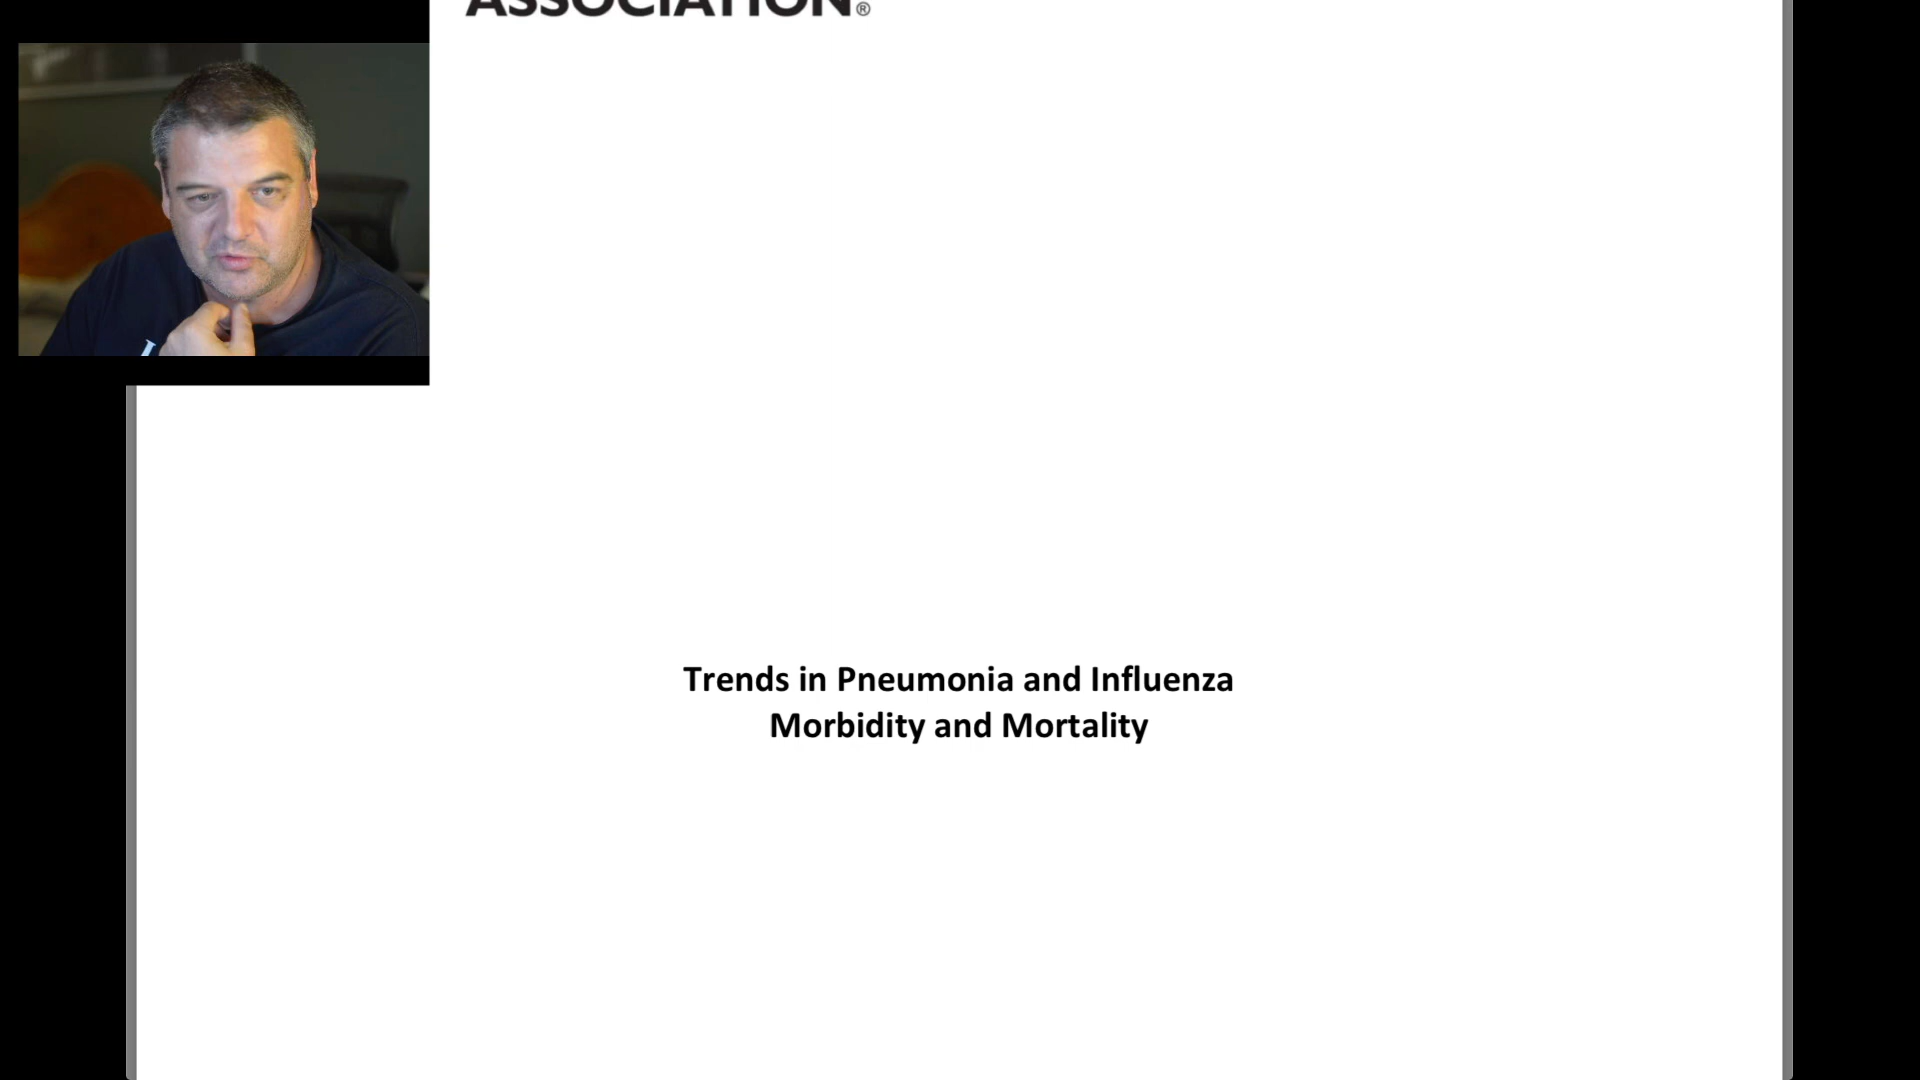 ASSOCIATION®
Trends in Pneumonia and Influenza
Morbidity and Mortality